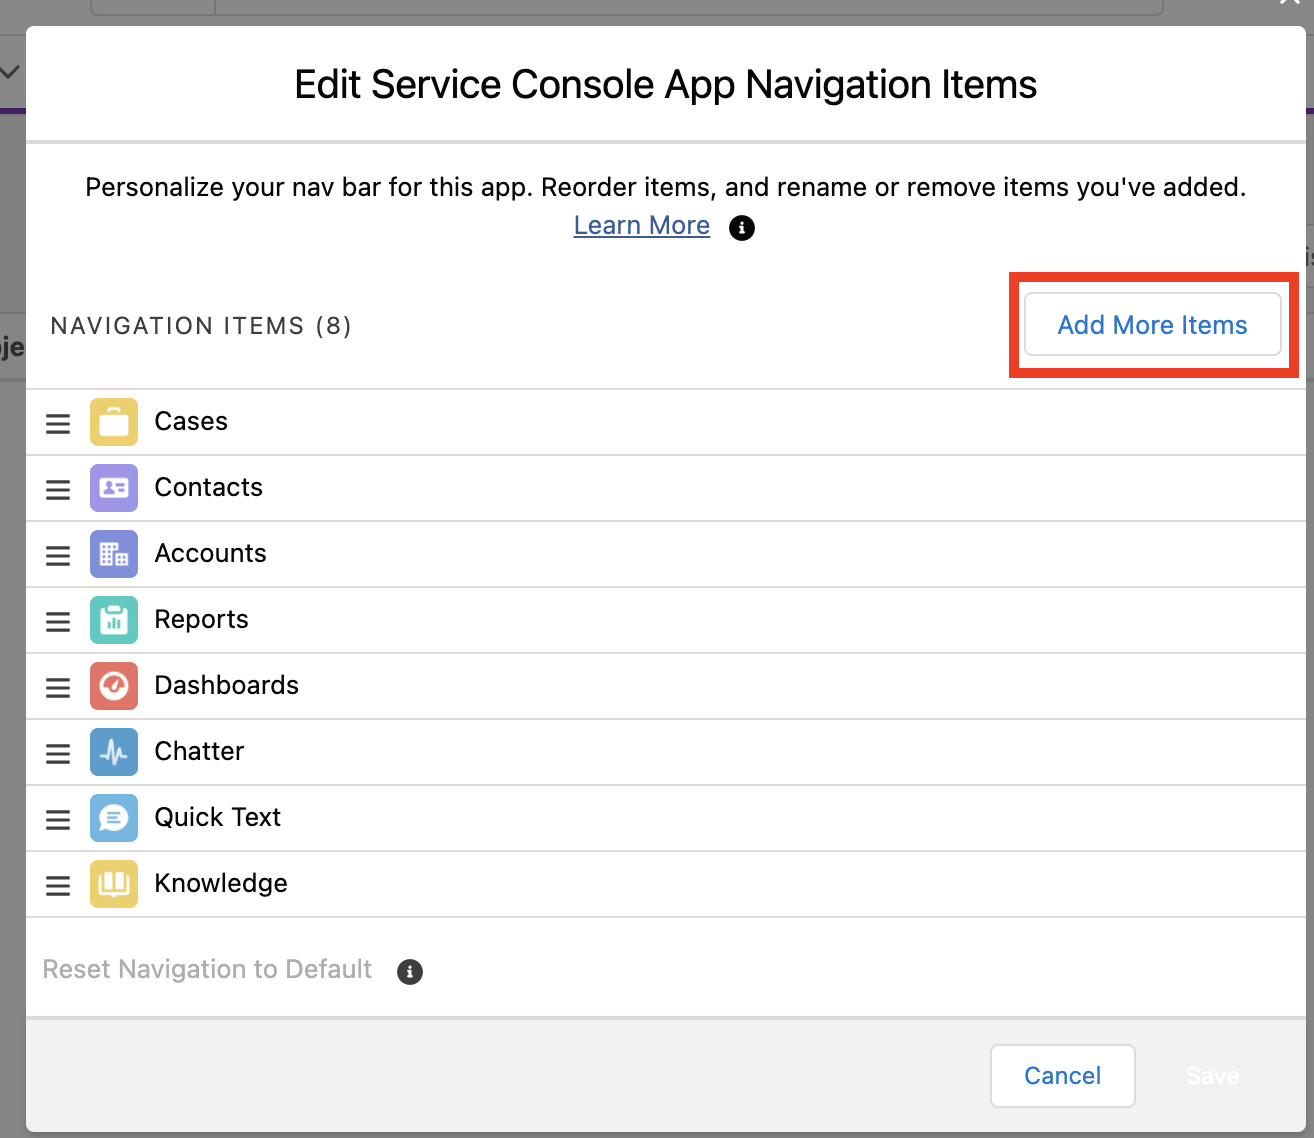 Edit Service Console App Navigation Items
Personalize your nav bar for this app. Reorder items, and rename or remove items you've added.
Learn More
NAVIGATION ITEMS (8)
Add More Items
Cases
Contacts
Accounts
Reports
Dashboards
Chatter
Quick Text
Knowledge
Reset Navigation to Default
Cancel
Save